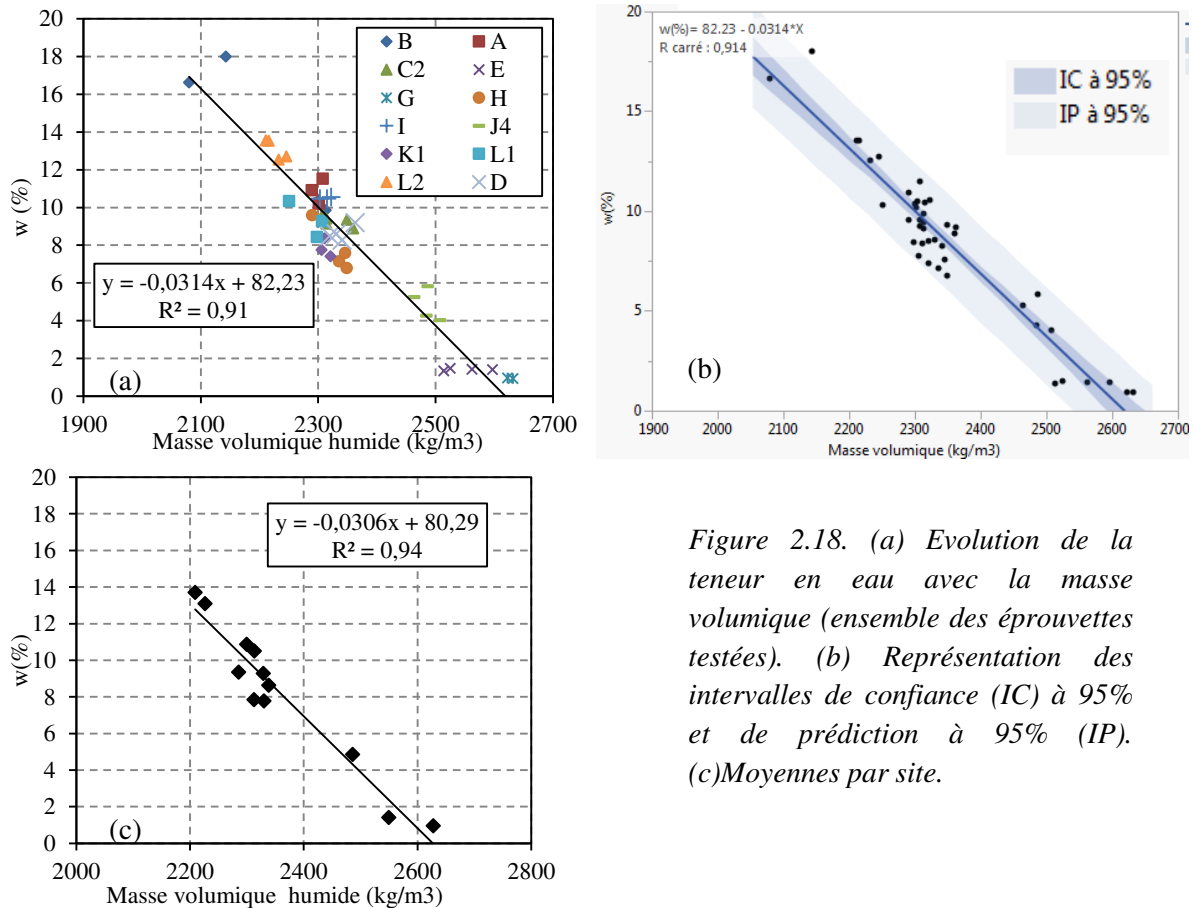 20
18
16
14
12
10
8
6
4
2
0
w (%)
B A
C2 E
G H
I J4
K1 L1
L2 D
y = -0,0314x + 82,23
R² = 0,91
(a)
1900 2100 2300 2500 2700
Masse volumique humide (kg/m3)
w(%)= 82.23 - 0.0314*X
R carré : 0,914
20
15
10
5
0
w(%)
IC à 95%
IP à 95%
(b)
1900 2000 2100 2200 2300 2400 2500 2600 2700
Masse volumique (kg/m3)
20
18
16
14
12
10
8
6
4
2
0
w(%)
y = -0,0306x + 80,29
R² = 0,94
(c)
2000 2200 2400 2600 2800
Masse volumique humide (kg/m3)
Figure 2.18. (a) Evolution de la
teneur en eau avec la masse
volumique (ensemble des éprouvettes
testées). (b) Représentation des
intervalles de confiance (IC) à 95%
et de prédiction à 95% (IP).
(c)Moyennes par site.